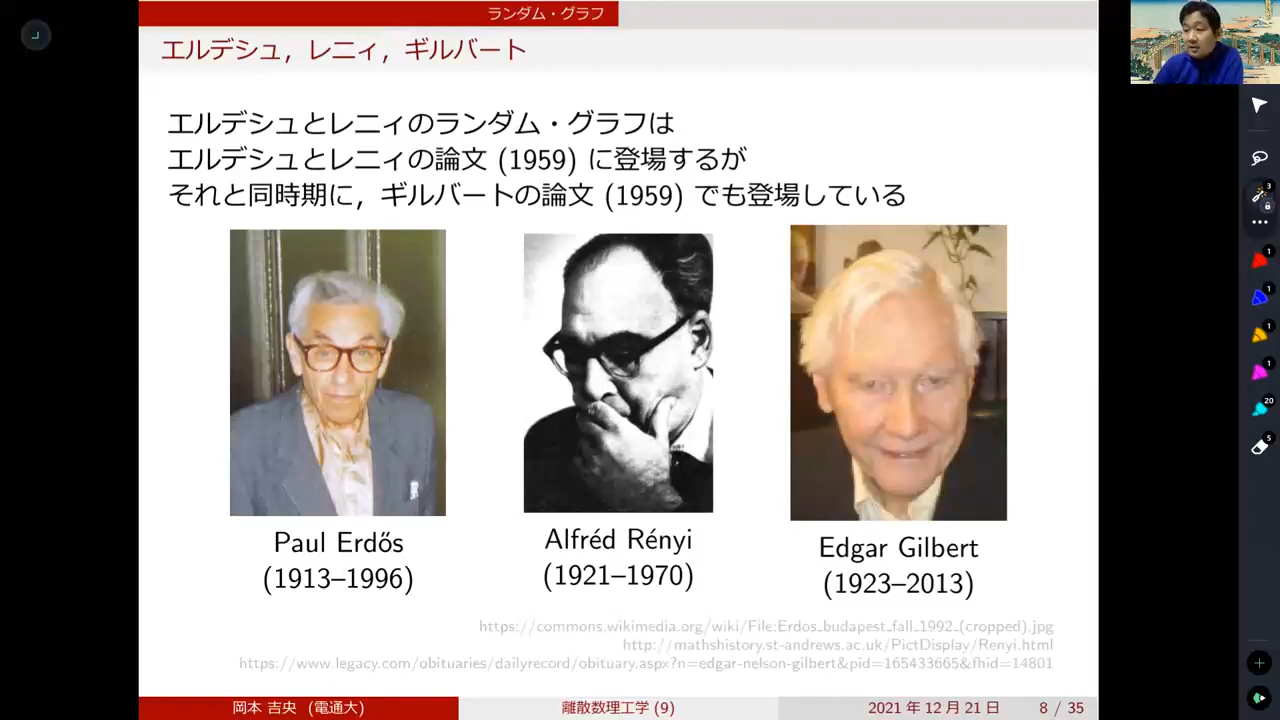 ランダム・グラフ
エルデシュ, レニィ, ギルバート
エルデシュとレニィのランダム・グラフは
エルデシュとレニィの論文 (1959) に登場するが
それと同時期に, ギルバートの論文 (1959) でも登場している
Paul Erdős
(1913–1996)
Alfréd Rényi
(1921–1970)
Edgar Gilbert
(1923–2013)
https://commons.wikimedia.org/wiki/File:Erdos_budapest_fall_1992_(cropped).jpg
http://mathshistory.st-andrews.ac.uk/PictDisplay/Renyi.html
https://www.legacy.com/obituaries/dailyrecord/obituary.aspx?n=edgar-nelson-gilbert&pid=165433665&fhid=14801
岡本 吉央 (電通大)
離散数理工学 (9)
2021 年 12 月 21 日
8 / 35
3
1
1
1
1
20
5